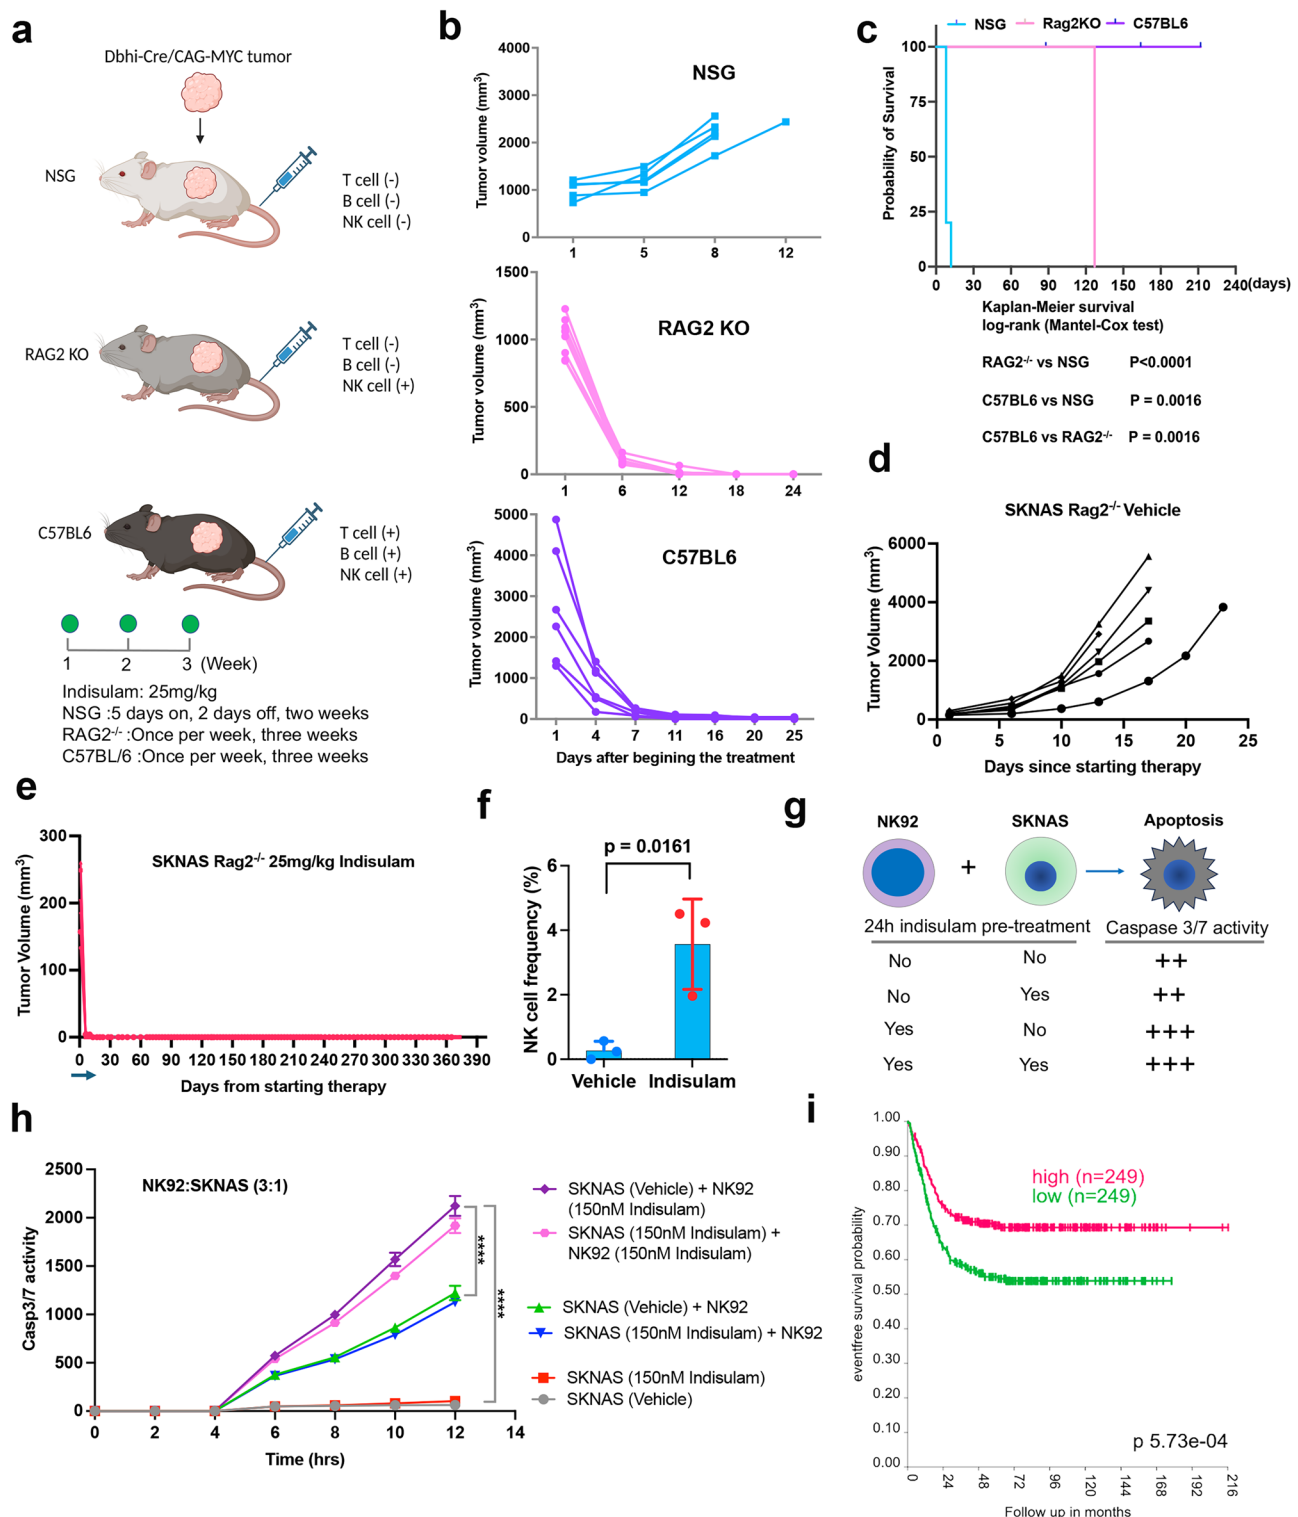 a
Dbhi-Cre/CAG-MYC tumor
NSG
T cell (-)
B cell (-)
NK cell (-)
RAG2 KO
T cell (-)
B cell (-)
NK cell (+)
C57BL6
T cell (+)
B cell (+)
NK cell (+)
1 2 3 (Week)
Indisulam: 25mg/kg
NSG :5 days on, 2 days off, two weeks
RAG2-/- :Once per week, three weeks
C57BL/6 :Once per week, three weeks
b
NSG
Tumor volume (mm3)
4000
3000
2000
1000
0
1 5 8 12
RAG2 KO
Tumor volume (mm3)
1500
1000
500
0
1 6 12 18 24
C57BL6
Tumor volume (mm3)
5000
4000
3000
2000
1000
0
1 4 7 11 16 20 25
Days after begining the treatment
c
NSG Rag2KO C57BL6
Probability of Survival
100
75
50
25
0
0 30 60 90 120 150 180 210 240 (days)
Kaplan-Meier survival
log-rank (Mantel-Cox test)
RAG2-/- vs NSG P<0.0001
C57BL6 vs NSG P = 0.0016
C57BL6 vs RAG2-/- P = 0.0016
d
SKNAS Rag2-/- Vehicle
Tumor Volume (mm3)
6000
4000
2000
0
0 5 10 15 20 25
Days since starting therapy
e
SKNAS Rag2-/- 25mg/kg Indisulam
Tumor Volume (mm3)
300
200
100
0
0 30 60 90 120 150 180 210 240 270 300 330 360 390
Days from starting therapy
f
p = 0.0161
NK cell frequency (%)
6
4
2
0
Vehicle Indisulam
g
NK92 SKNAS Apoptosis
+
24h indisulam pre-treatment Caspase 3/7 activity
No No ++
No Yes ++
Yes No +++
Yes Yes +++
h
NK92:SKNAS (3:1)
Casp3/7 activity
2500
2000
1500
1000
500
0
0 2 4 6 8 10 12 14
Time (hrs)
****
****
SKNAS (Vehicle) + NK92
(150nM Indisulam)
SKNAS (150nM Indisulam) +
NK92 (150nM Indisulam)
SKNAS (Vehicle) + NK92
SKNAS (150nM Indisulam) + NK92
SKNAS (150nM Indisulam)
SKNAS (Vehicle)
i
eventfree survival probability
1.00
0.90
0.80
0.70
0.60
0.50
0.40
0.30
0.20
0.10
0.00
high (n=249)
low (n=249)
p 5.73e-04
0 24 48 72 96 120 144 168 192 216
Follow up in months